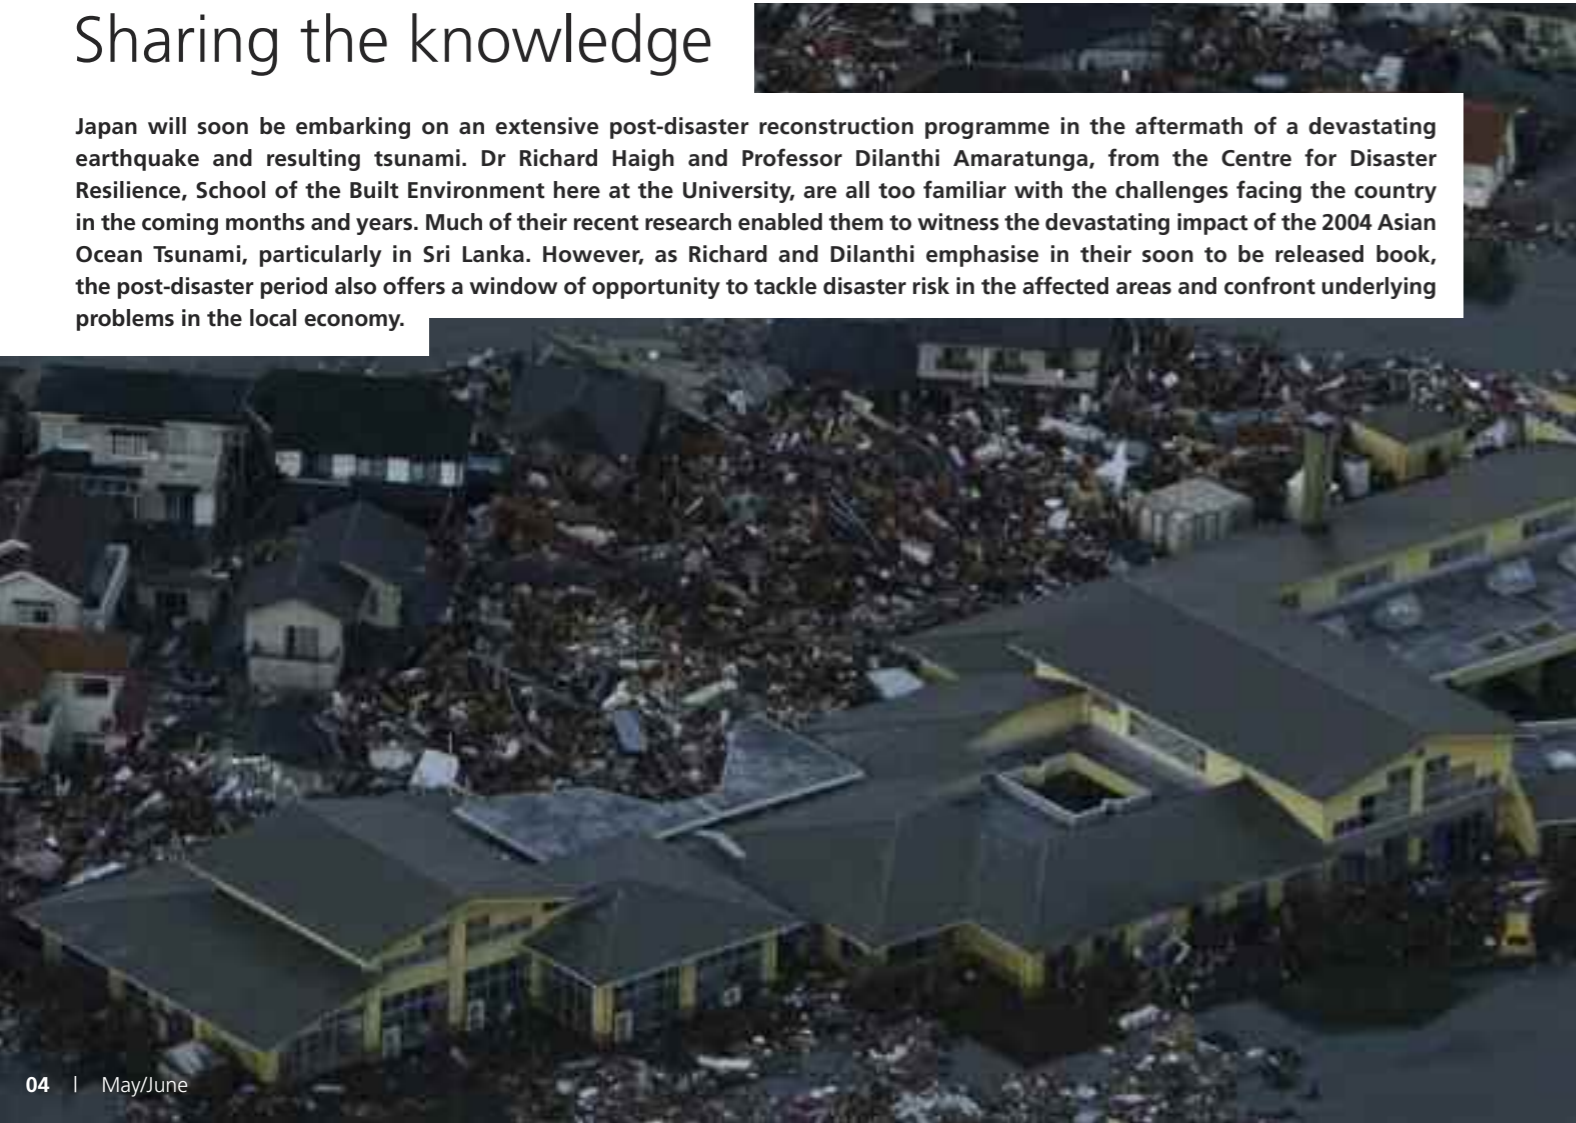 Sharing the knowledge
Japan will soon be embarking on an extensive post-disaster reconstruction programme in the aftermath of a devastating
earthquake and resulting tsunami. Dr Richard Haigh and Professor Dilanthi Amaratunga, from the Centre for Disaster
Resilience, School of the Built Environment here at the University, are all too familiar with the challenges facing the country
in the coming months and years. Much of their recent research enabled them to witness the devastating impact of the 2004 Asian
Ocean Tsunami, particularly in Sri Lanka. However, as Richard and Dilanthi emphasise in their soon to be released book,
the post-disaster period also offers a window of opportunity to tackle disaster risk in the affected areas and confront underlying
problems in the local economy.
04 | May/June